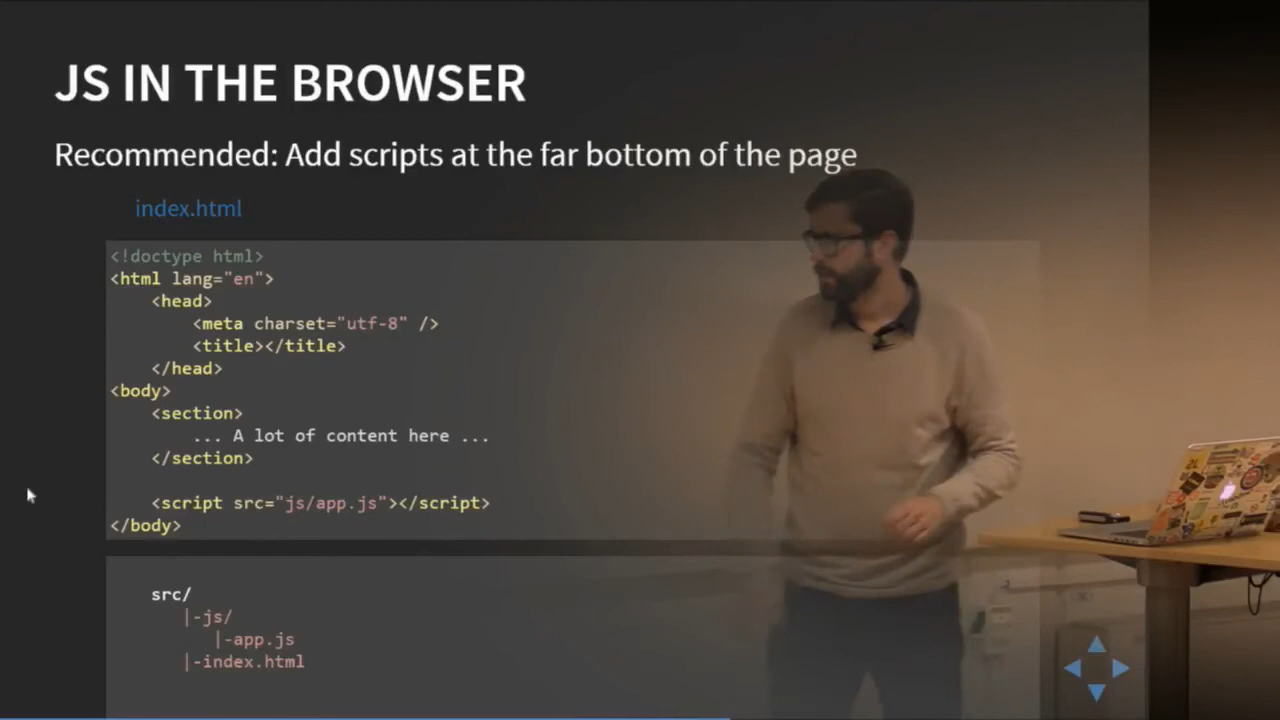 JS IN THE BROWSER
Recommended: Add scripts at the far bottom of the page
index.html
<!doctype html>
<html lang="en">
    <head>
        <meta charset="utf-8" />
        <title></title>
    </head>
<body>
    <section>
        ... A lot of content here ...
    </section>

    <script src="js/app.js"></script>
</body>
src/
   |-js/
      |-app.js
   |-index.html